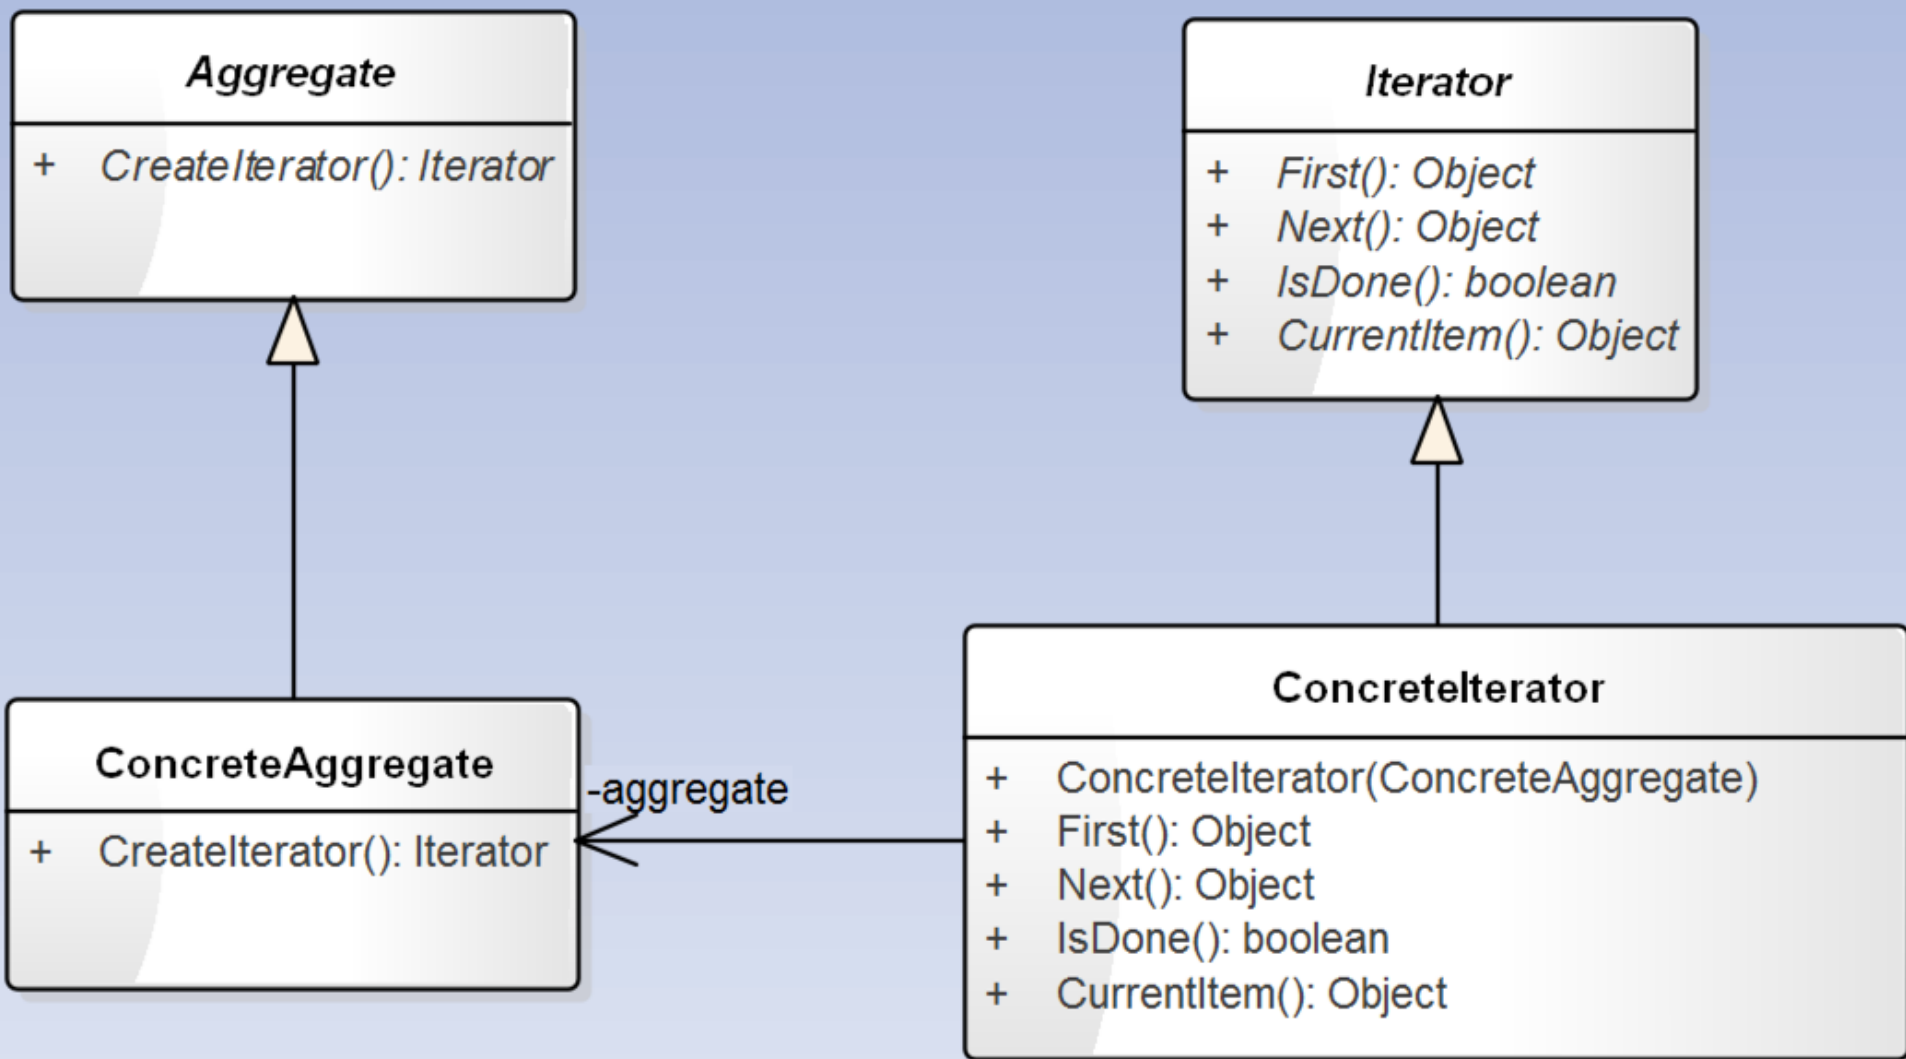 Aggregate
+ CreateIterator(): Iterator
Iterator
+ First(): Object
+ Next(): Object
+ IsDone(): boolean
+ CurrentItem(): Object
ConcreteAggregate
+ CreateIterator(): Iterator
-aggregate
ConcreteIterator
+ ConcreteIterator(ConcreteAggregate)
+ First(): Object
+ Next(): Object
+ IsDone(): boolean
+ CurrentItem(): Object